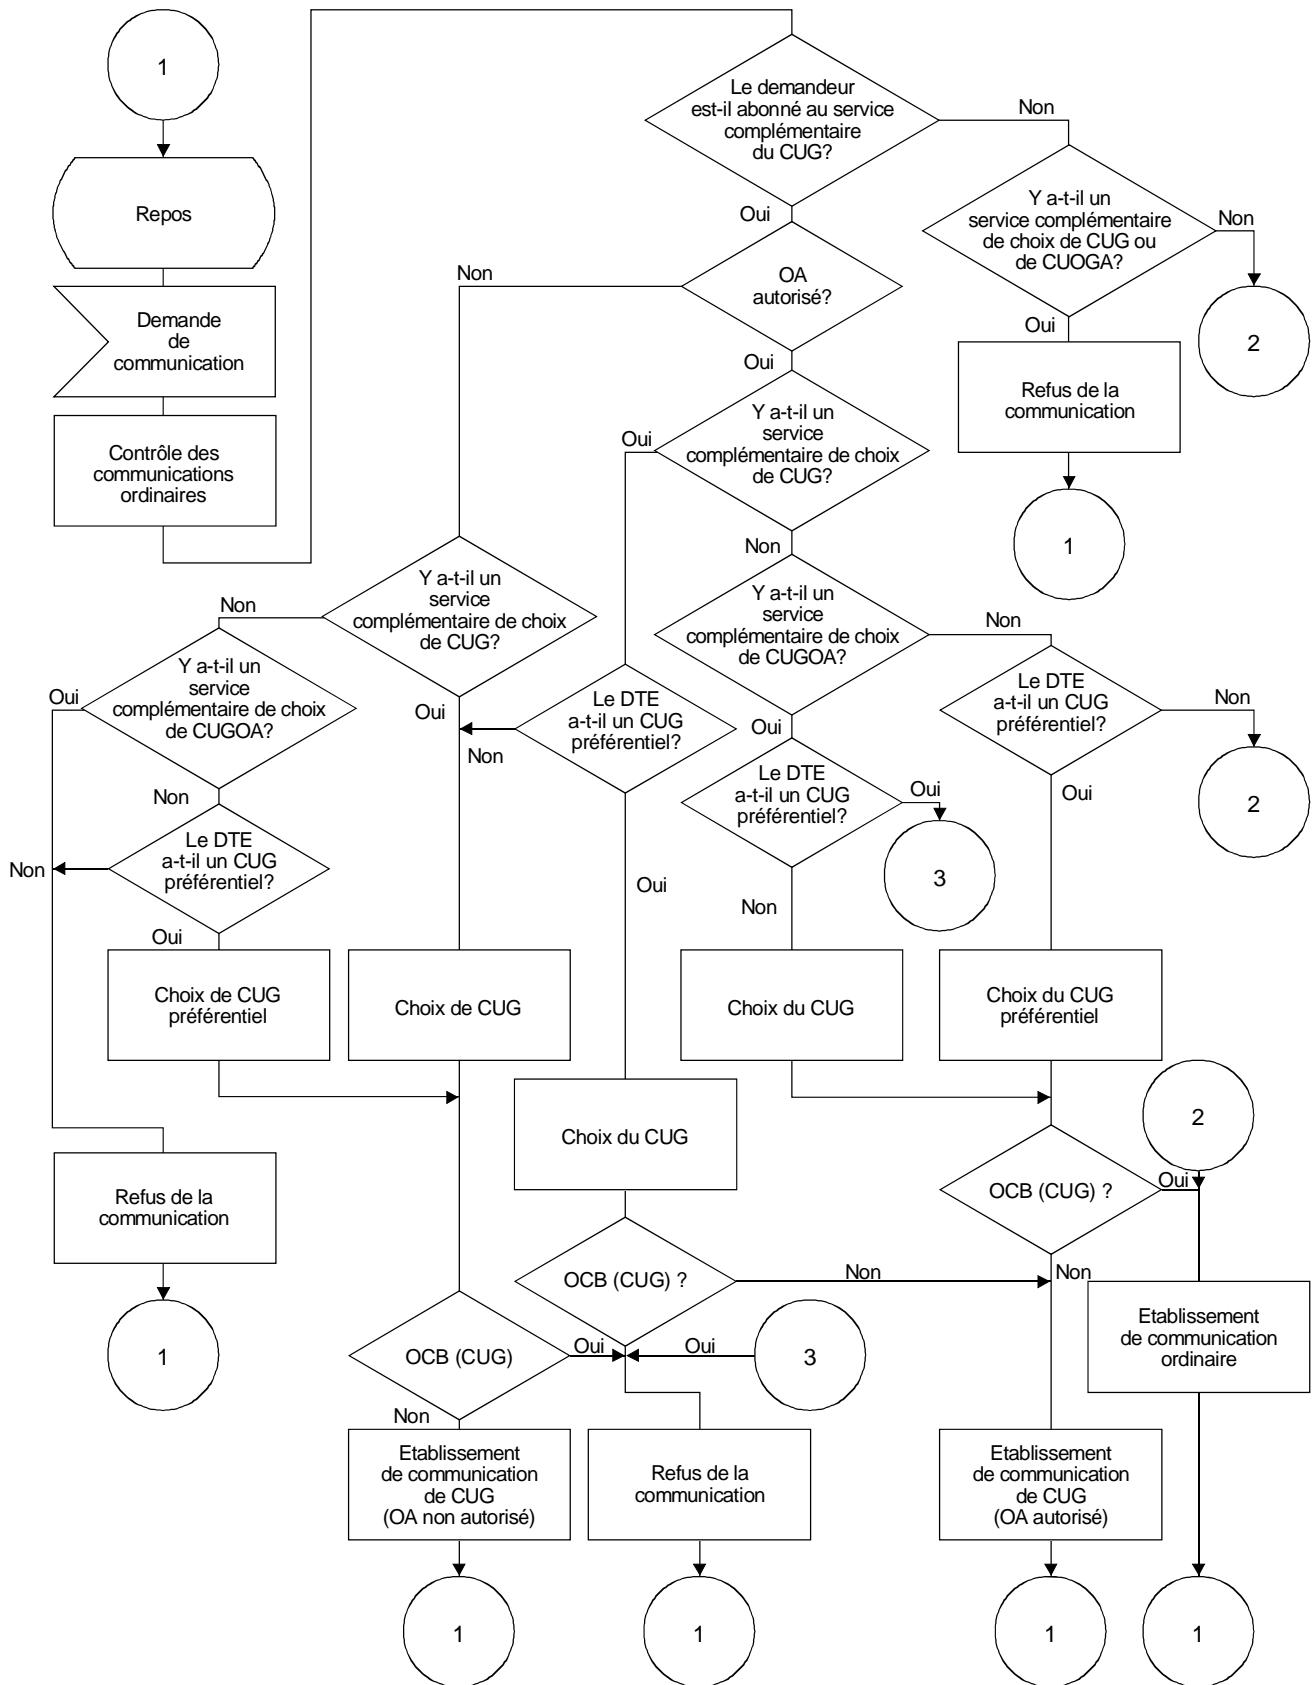 1
Le demandeur
est-il abonné au service
complémentaire
du CUG?
Non
Repos
Oui
Y a-t-il un
service complémentaire
de choix de CUG ou
de CUOGA?
Non
Non
OA
autorisé?
Demande
de
communication
Oui
2
Oui
Refus de la
communication
Y a-t-il un
service
complémentaire de choix
de CUG?
Oui
Contrôle des
communications
ordinaires
1
Non
Y a-t-il un
service
complémentaire de choix
de CUG?
Non
Y a-t-il un
service
complémentaire de choix
de CUGOA?
Non
Y a-t-il un
service
complémentaire de choix
de CUGOA?
Oui
Oui
Le DTE
a-t-il un CUG
préférentiel?
Non
Le DTE
a-t-il un CUG
préférentiel?
Non
Oui
Le DTE
a-t-il un CUG
préférentiel?
Oui
Oui
2
Non
Le DTE
a-t-il un CUG
préférentiel?
Non
Oui
3
Non
Oui
Choix de CUG
préférentiel
Choix de CUG
Choix du CUG
Choix du CUG
préférentiel
Choix du CUG
2
Refus de la
communication
OCB (CUG) ?
Oui
OCB (CUG) ?
Non
Non
Etablissement
de communication
ordinaire
1
OCB (CUG)
Oui
Oui
3
Non
Etablissement
de communication
de CUG
(OA non autorisé)
Refus de la
communication
Etablissement
de communication
de CUG
(OA autorisé)
1
1
1
1